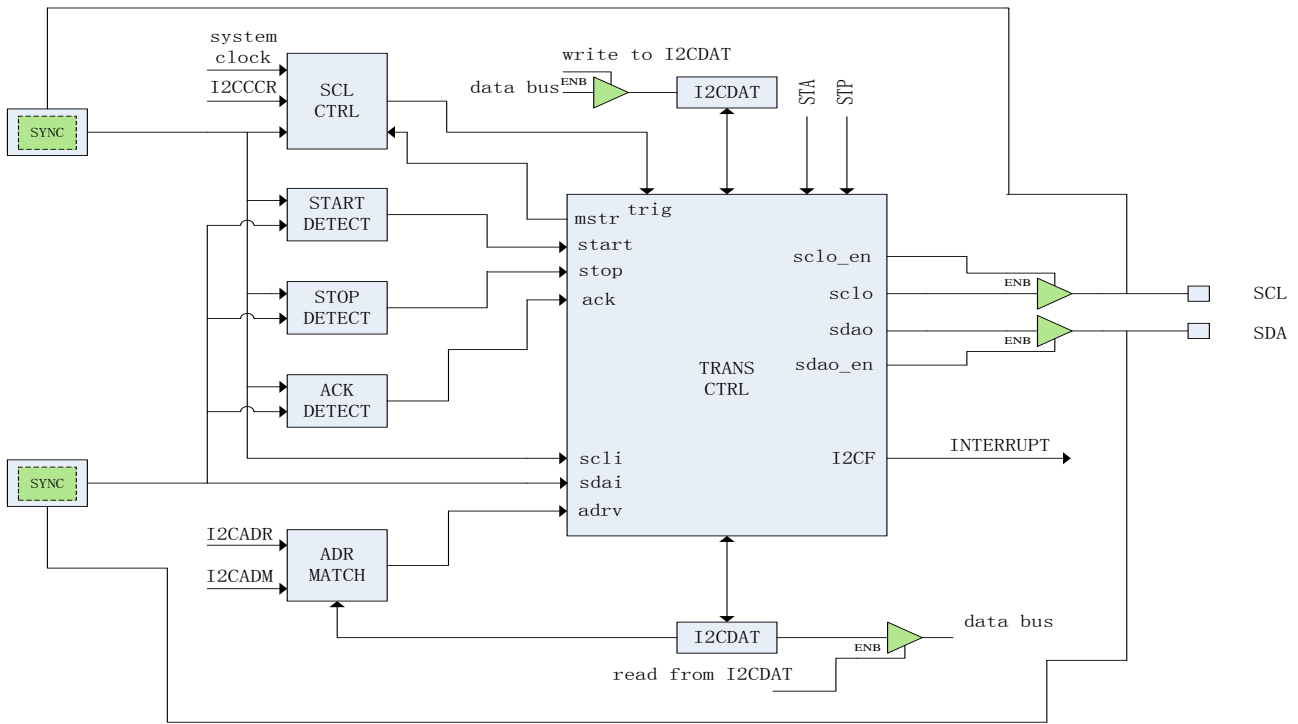 system
clock
I2CCCR
SCL
CTRL
SYNC
write to I2CDAT
data bus
ENB
I2CDAT
STA
STP
START
DETECT
STOP
DETECT
ACK
DETECT
mstr
trig
start
stop
ack
sclo_en
sclo
sdao
sdao_en
TRANS
CTRL
ENB
SCL
ENB
SDA
scli
sdai
adrv
I2CF
INTERRUPT
SYNC
I2CADR
I2CADM
ADR
MATCH
I2CDAT
ENB
data bus
read from I2CDAT